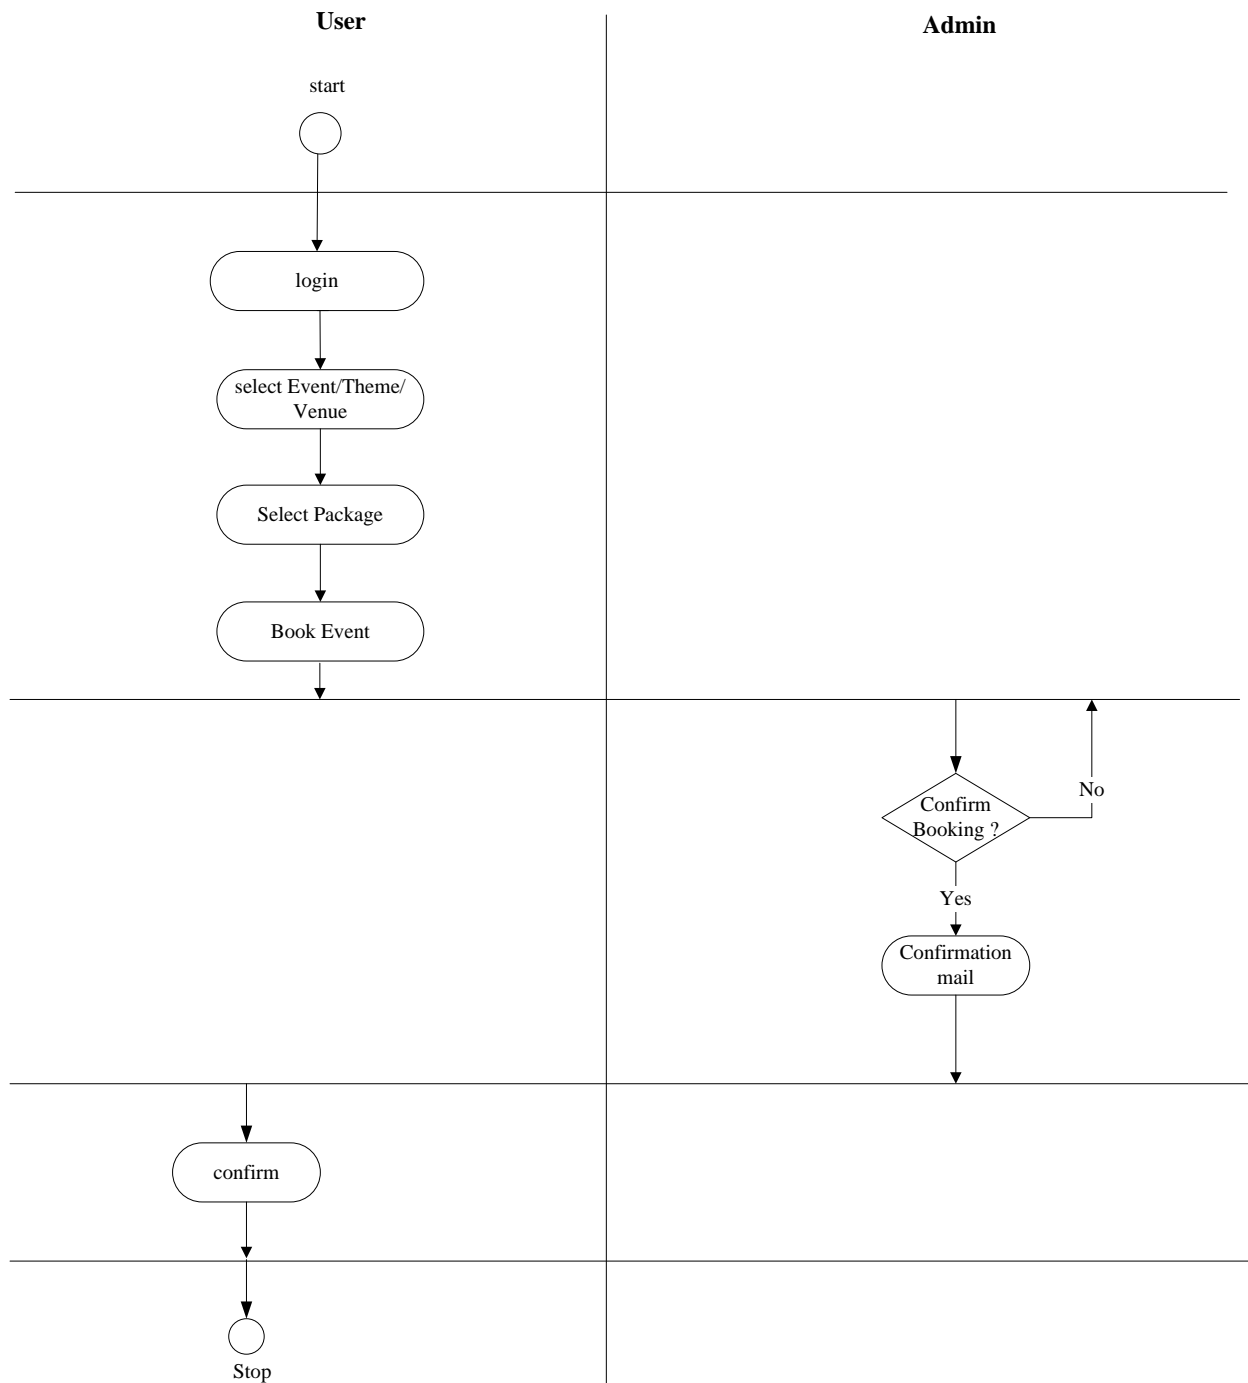 User
Admin
start
login
select Event/Theme/
Venue
Select Package
Book Event
Confirm
Booking ?
No
Yes
Confirmation
mail
confirm
Stop